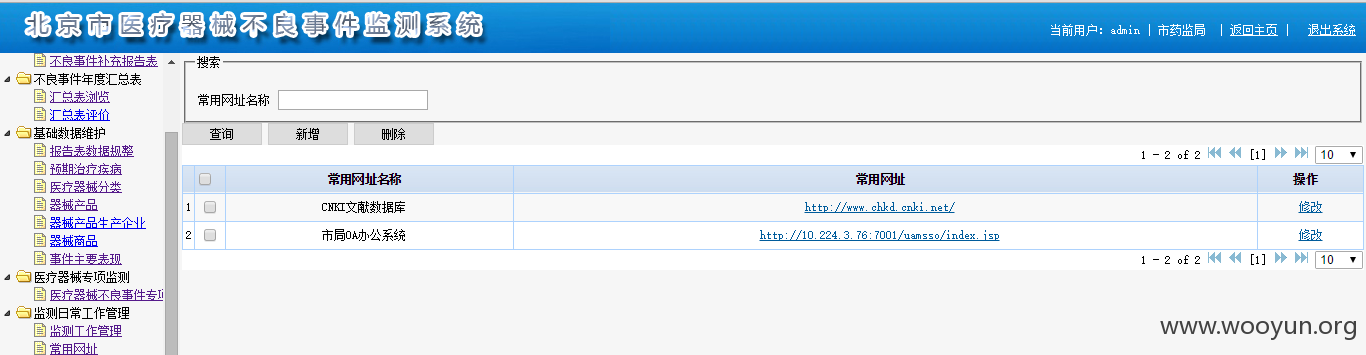 北京市医疗器械不良事件监测系统
当前用户: admin | 市药监局 | 返回主页 | 退出系统
不良事件补充报告表
不良事件年度汇总表
汇总表浏览
汇总表评价
基础数据维护
报告表数据规整
预期治疗疾病
医疗器械分类
器械产品
器械产品生产企业
器械商品
事件主要表现
医疗器械专项监测
医疗器械不良事件专项
监测日常工作管理
监测工作管理
常用网址
搜索
常用网址名称
查询 新增 删除
1 - 2 of 2 [1] 10
常用网址名称 常用网址 操作
1 CNKI文献数据库 http://www.chkd.cnki.net/ 修改
2 市局OA办公系统 http://10.224.3.76:7001/uamsso/index.jsp 修改
1 - 2 of 2 [1] 10
www.wooyun.org